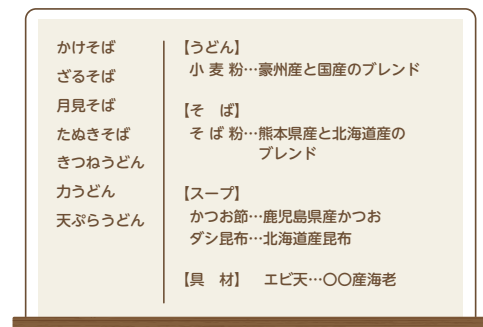 かけそば
ざるそば
月見そば
たぬきそば
きつねうどん
力うどん
天ぷらうどん
【うどん】
小 麦 粉…豪州産と国産のブレンド
【そ　ば】
そ ば 粉…熊本県産と北海道産の
ブレンド
【スープ】
かつお節…鹿児島県産かつお
ダシ昆布…北海道産昆布
【具　材】　エビ天…〇〇産海老